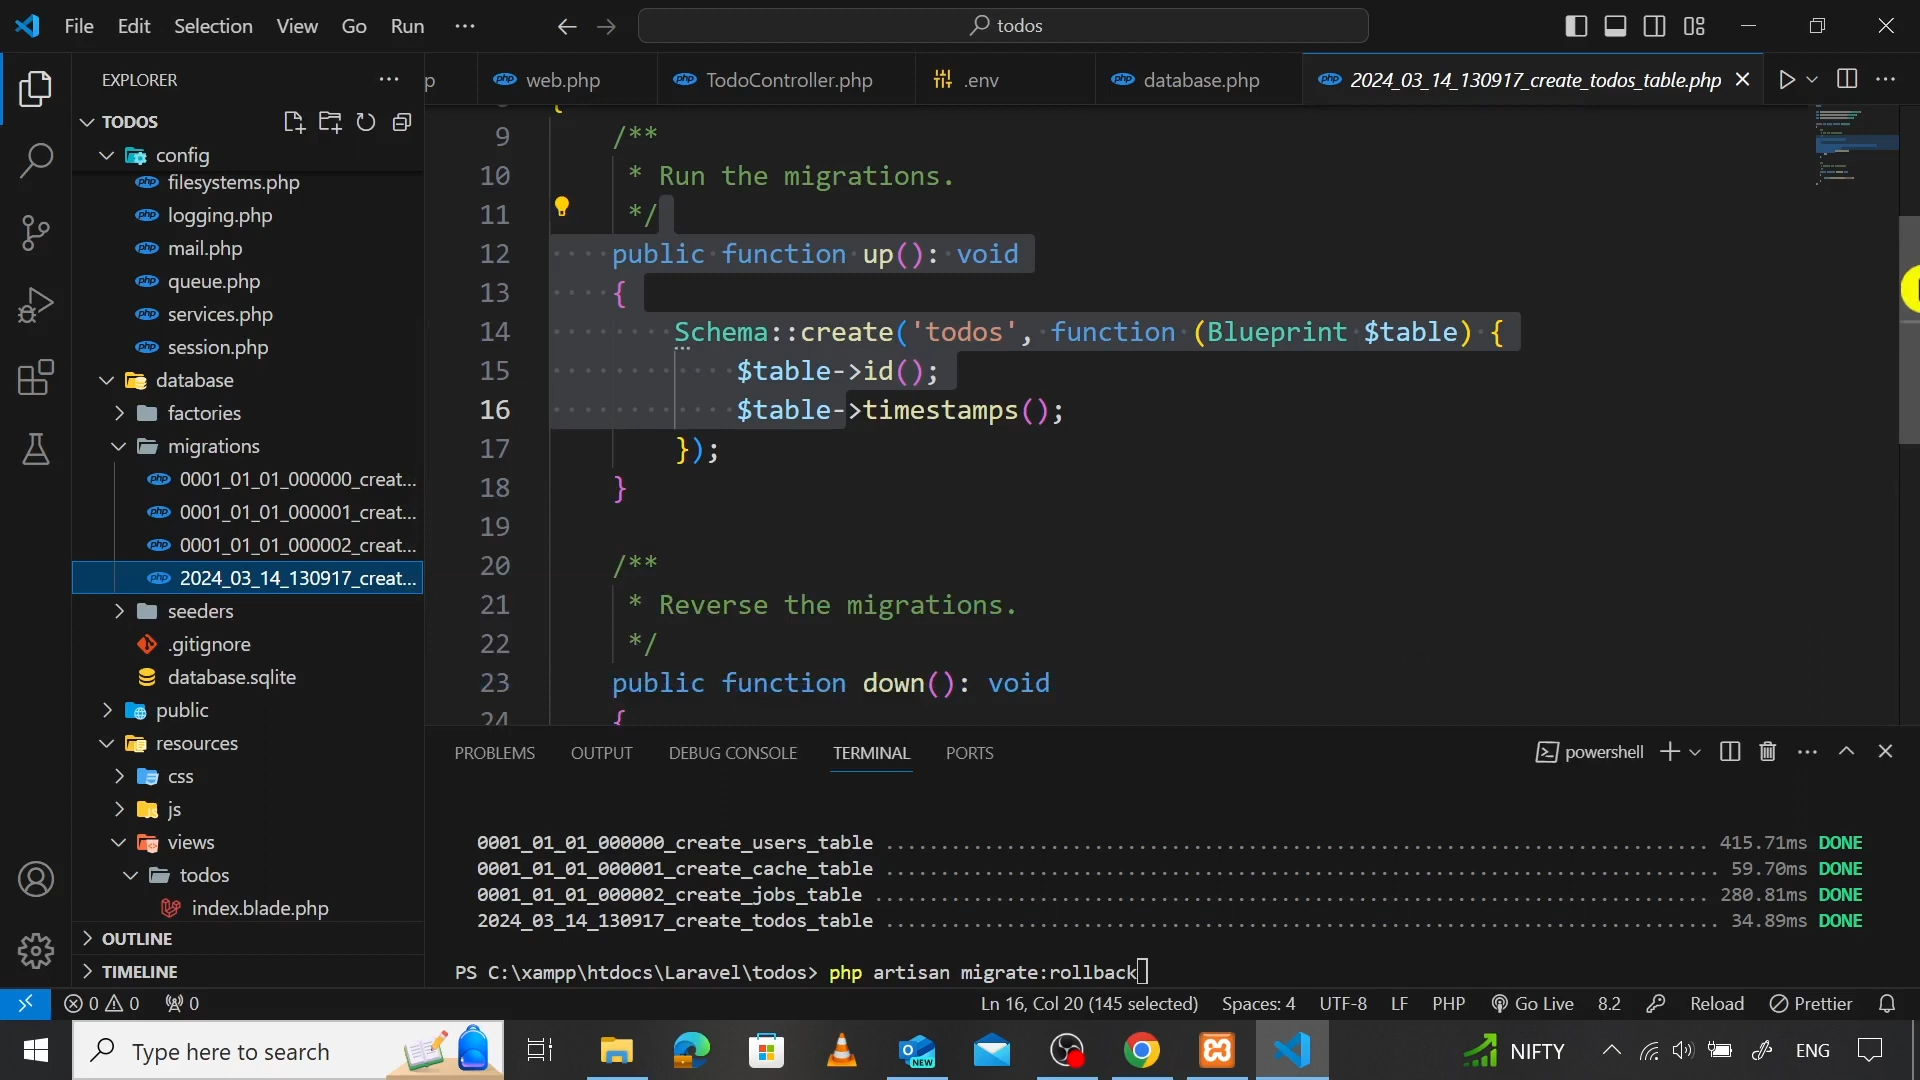 File Edit Selection View Go Run ···
todos
EXPLORER ···
p web.php TodoController.php .env database.php 2024_03_14_130917_create_todos_table.php
TODOS
config
filesystems.php
logging.php
mail.php
queue.php
services.php
session.php
database
factories
migrations
0001_01_01_000000_creat...
0001_01_01_000001_creat...
0001_01_01_000002_creat...
2024_03_14_130917_creat...
seeders
.gitignore
database.sqlite
public
resources
css
js
views
todos
index.blade.php
OUTLINE
TIMELINE
{
9 /**
10 * Run the migrations.
11 */
12 public function up(): void
13 {
14 Schema::create('todos', function (Blueprint $table) {
15 $table->id();
16 $table->timestamps();
17 });
18 }
19
20 /**
21 * Reverse the migrations.
22 */
23 public function down(): void
24 {
PROBLEMS OUTPUT DEBUG CONSOLE TERMINAL PORTS
powershell
0001_01_01_000000_create_users_table ............ 415.71ms DONE
0001_01_01_000001_create_cache_table ............ 59.70ms DONE
0001_01_01_000002_create_jobs_table ............ 280.81ms DONE
2024_03_14_130917_create_todos_table ............ 34.89ms DONE
PS C:\xampp\htdocs\Laravel\todos> php artisan migrate:rollback
0 0 0
Ln 16, Col 20 (145 selected) Spaces: 4 UTF-8 LF PHP Go Live 8.2 Reload Prettier
Type here to search
NEW
NIFTY
ENG